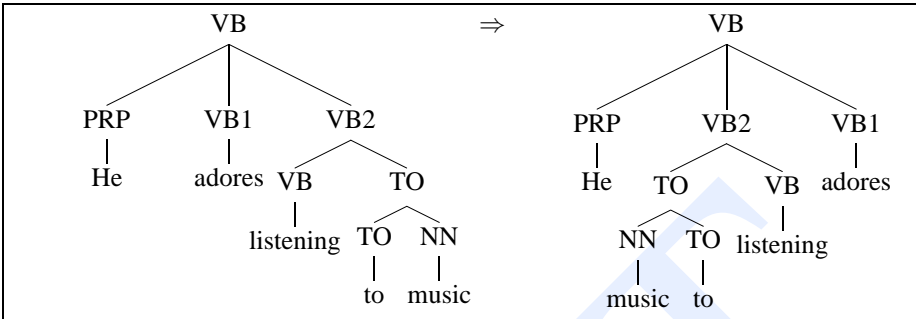 VB ⇒ VB
PRP VB1 VB2 PRP VB2 VB1
He adores VB TO He TO VB adores
listening TO NN NN TO listening
to music music to